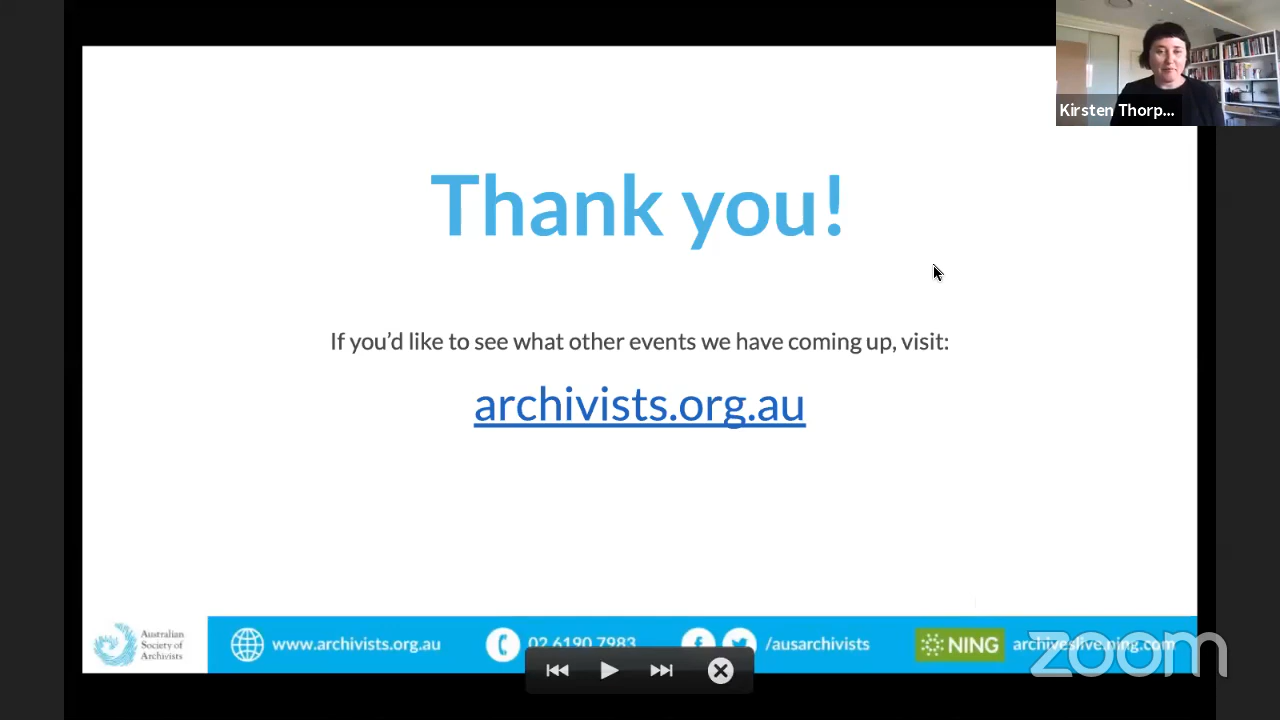 Kirsten Thorp...
Thank you!
If you'd like to see what other events we have coming up, visit:
archivists.org.au
Australian
Society of
Archivists
www.archivists.org.au
02 6190 7983
/ausarchivists
NING
archiveslive.ning.com
zoom